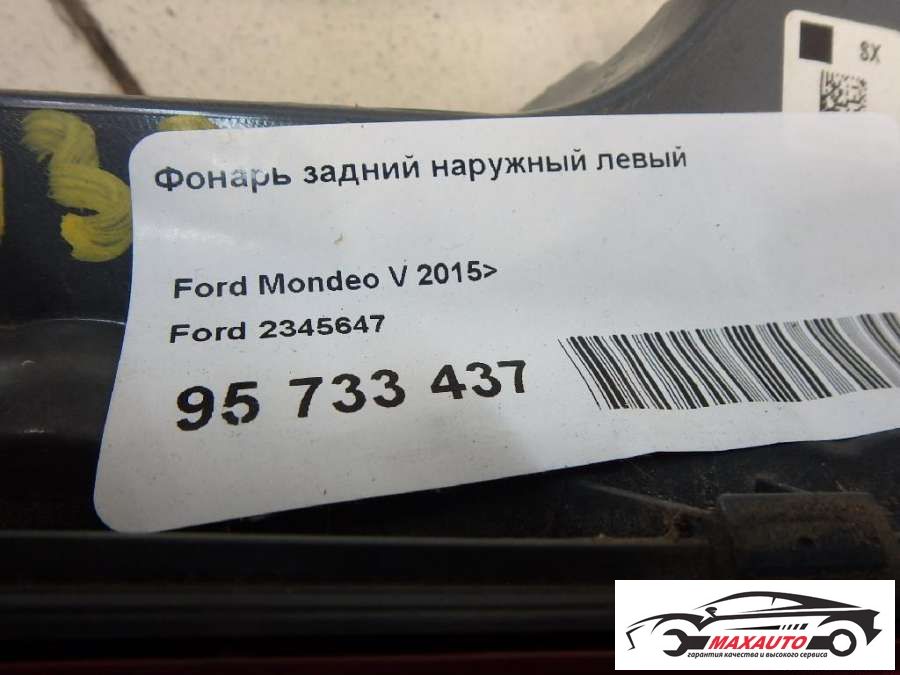 8X
Фонарь задний наружный левый
Ford Mondeo V 2015>
Ford 2345647
95 733 437
MAXAUTO
гарантия качества и высокого сервиса